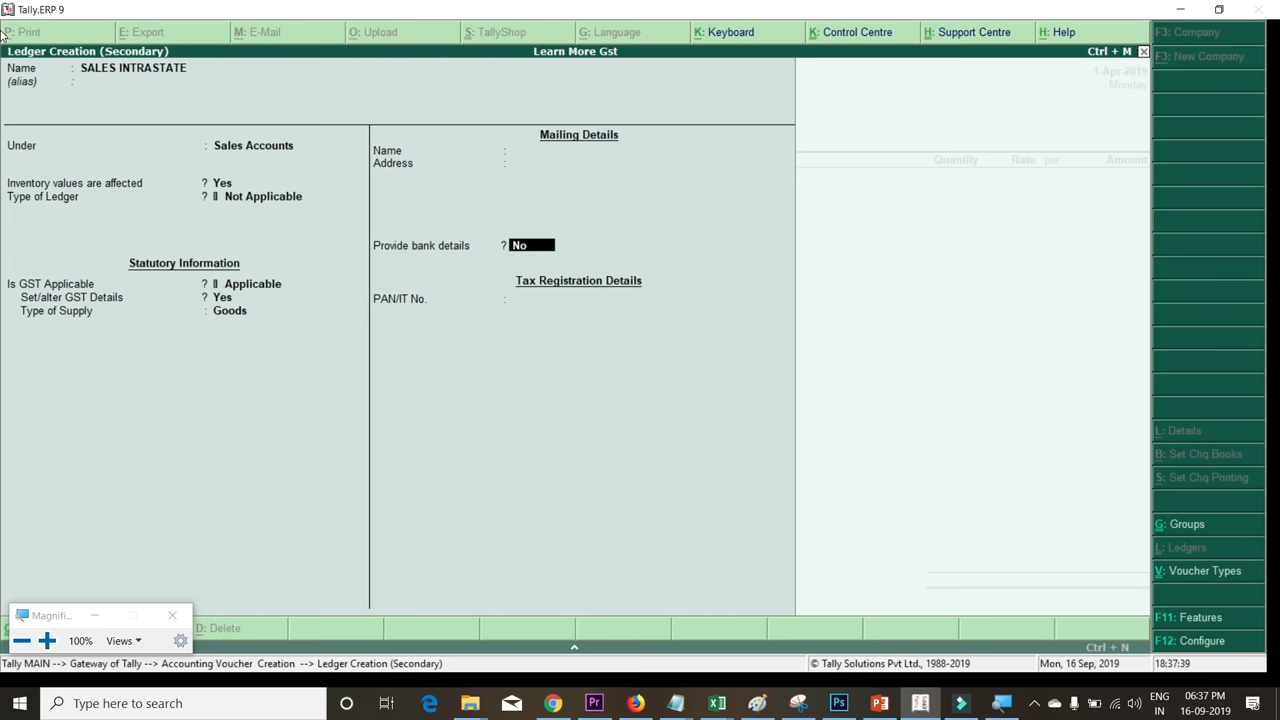 Tally.ERP 9
P: Print
E: Export
M: E-Mail
O: Upload
S: TallyShop
G: Language
K: Keyboard
K: Control Centre
H: Support Centre
H: Help
F3: Company
F3: New Company
Ledger Creation (Secondary)
Learn More Gst
Ctrl + M
Name : SALES INTRASTATE
(alias) :
1-Apr-2019
Monday
Quantity Rate per Amount
Under : Sales Accounts
Inventory values are affected ? Yes
Type of Ledger ? Not Applicable
Statutory Information
Is GST Applicable ? Applicable
Set/alter GST Details ? Yes
Type of Supply : Goods
Mailing Details
Name :
Address :
Provide bank details ? No
Tax Registration Details
PAN/IT No. :
L: Details
B: Set Chq Books
S: Set Chq Printing
G: Groups
L: Ledgers
V: Voucher Types
F11: Features
F12: Configure
Magnifi...
100% Views
D: Delete
Ctrl + N
Tally MAIN --> Gateway of Tally --> Accounting Voucher Creation --> Ledger Creation (Secondary)
© Tally Solutions Pvt Ltd., 1988-2019
Mon, 16 Sep, 2019
18:37:39
Type here to search
ENG
IN
06:37 PM
16-09-2019